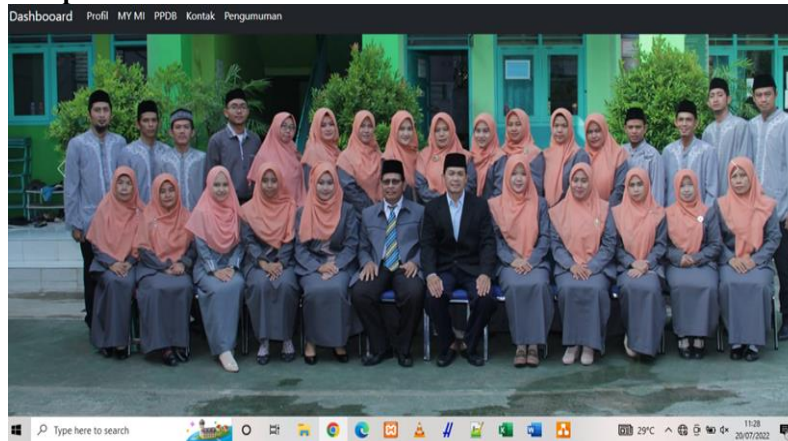 Dashbooard Profil MY MI PPDB Kontak Pengumuman
Type here to search
29°C
11:28
20/07/2022